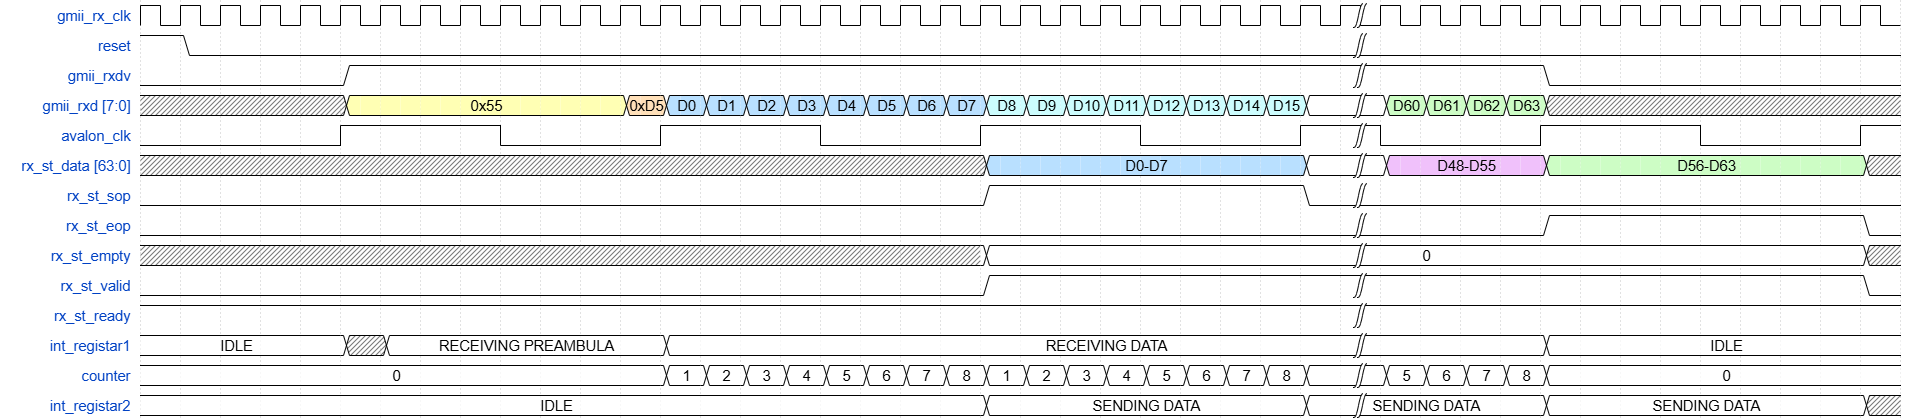 gmii_rx_clk
reset
gmii_rxdv
gmii_rxd [7:0] 0x55 0xD5 D0 D1 D2 D3 D4 D5 D6 D7 D8 D9 D10 D11 D12 D13 D14 D15 D60 D61 D62 D63
avalon_clk
rx_st_data [63:0] D0-D7 D48-D55 D56-D63
rx_st_sop
rx_st_eop
rx_st_empty 0
rx_st_valid
rx_st_ready
int_registar1 IDLE RECEIVING PREAMBULA RECEIVING DATA IDLE
counter 0 1 2 3 4 5 6 7 8 1 2 3 4 5 6 7 8 5 6 7 8 0
int_registar2 IDLE SENDING DATA SENDING DATA SENDING DATA